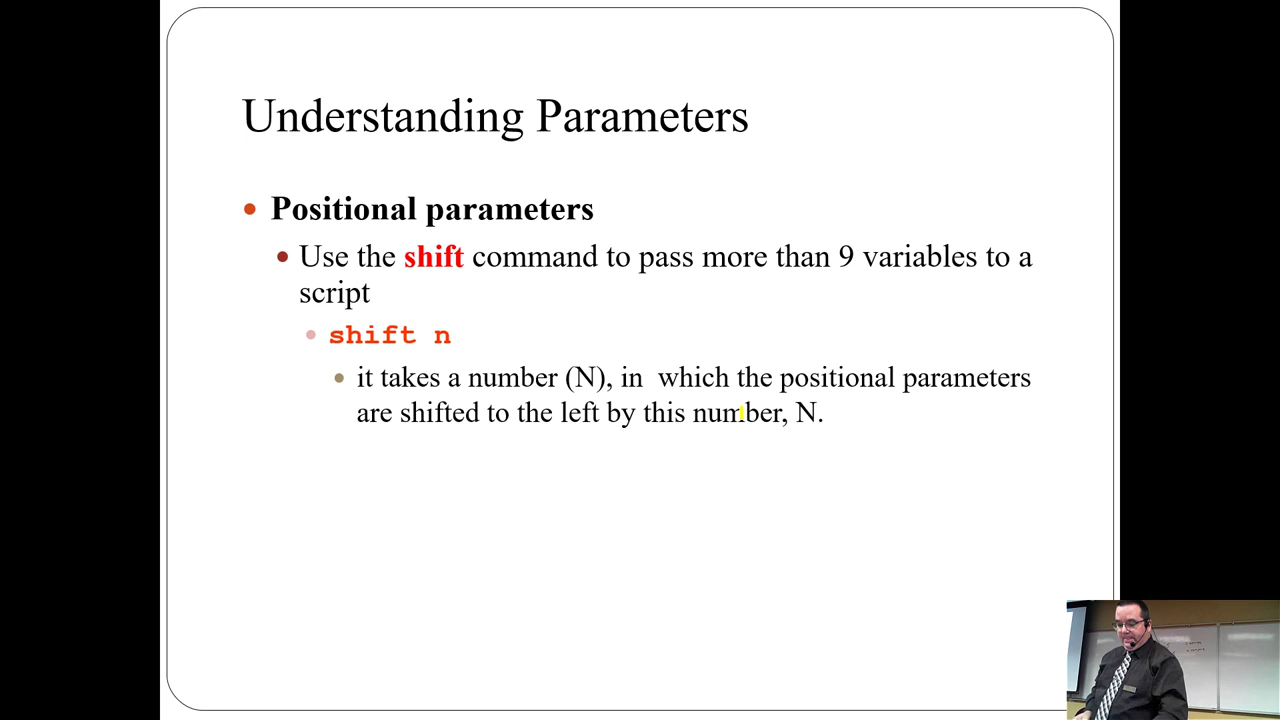 Understanding Parameters
Positional parameters
Use the shift command to pass more than 9 variables to a
script
shift n
it takes a number (N), in which the positional parameters
are shifted to the left by this number, N.